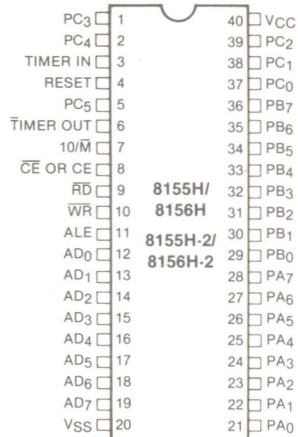 PC3 1 40 VCC
PC4 2 39 PC2
TIMER IN 3 38 PC1
RESET 4 37 PC0
PC5 5 36 PB7
T̅IMER OUT 6 35 PB6
10/M̅ 7 34 PB5
C̅E̅ OR CE 8 33 PB4
R̅D̅ 9 8155H/ 32 PB3
W̅R̅ 10 8156H 31 PB2
ALE 11 8155H-2/ 30 PB1
AD0 12 8156H-2 29 PB0
AD1 13 28 PA7
AD2 14 27 PA6
AD3 15 26 PA5
AD4 16 25 PA4
AD5 17 24 PA3
AD6 18 23 PA2
AD7 19 22 PA1
VSS 20 21 PA0